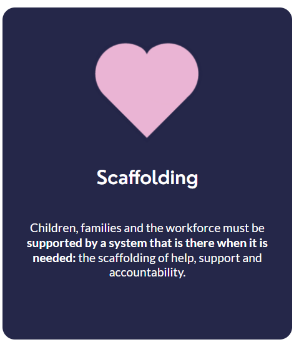 Scaffolding
Children, families and the workforce must be
supported by a system that is there when it is
needed: the scaffolding of help, support and
accountability.